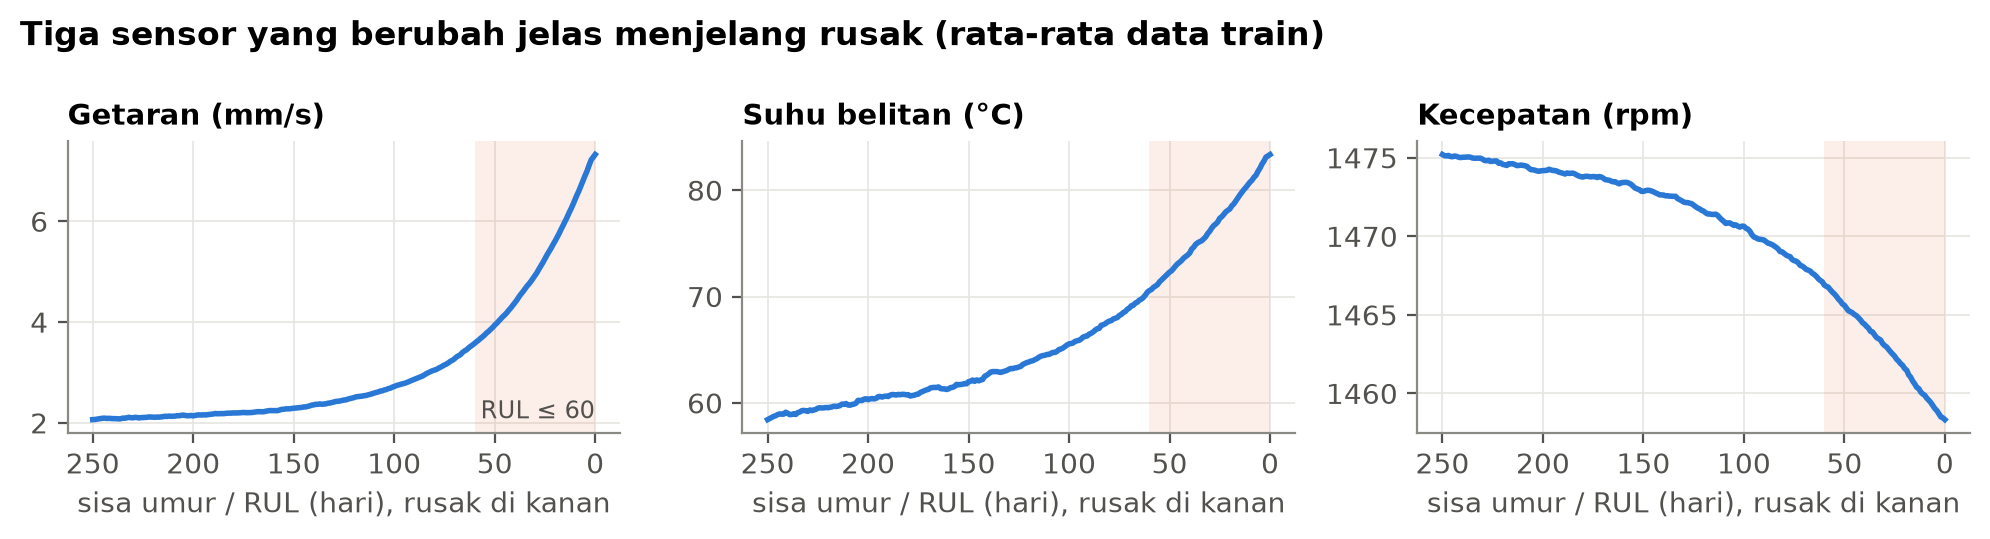 Tiga sensor yang berubah jelas menjelang rusak (rata-rata data train)
Getaran (mm/s)
6
4
2
RUL ≤ 60
250 200 150 100 50 0
sisa umur / RUL (hari), rusak di kanan
Suhu belitan (°C)
80
70
60
250 200 150 100 50 0
sisa umur / RUL (hari), rusak di kanan
Kecepatan (rpm)
1475
1470
1465
1460
250 200 150 100 50 0
sisa umur / RUL (hari), rusak di kanan